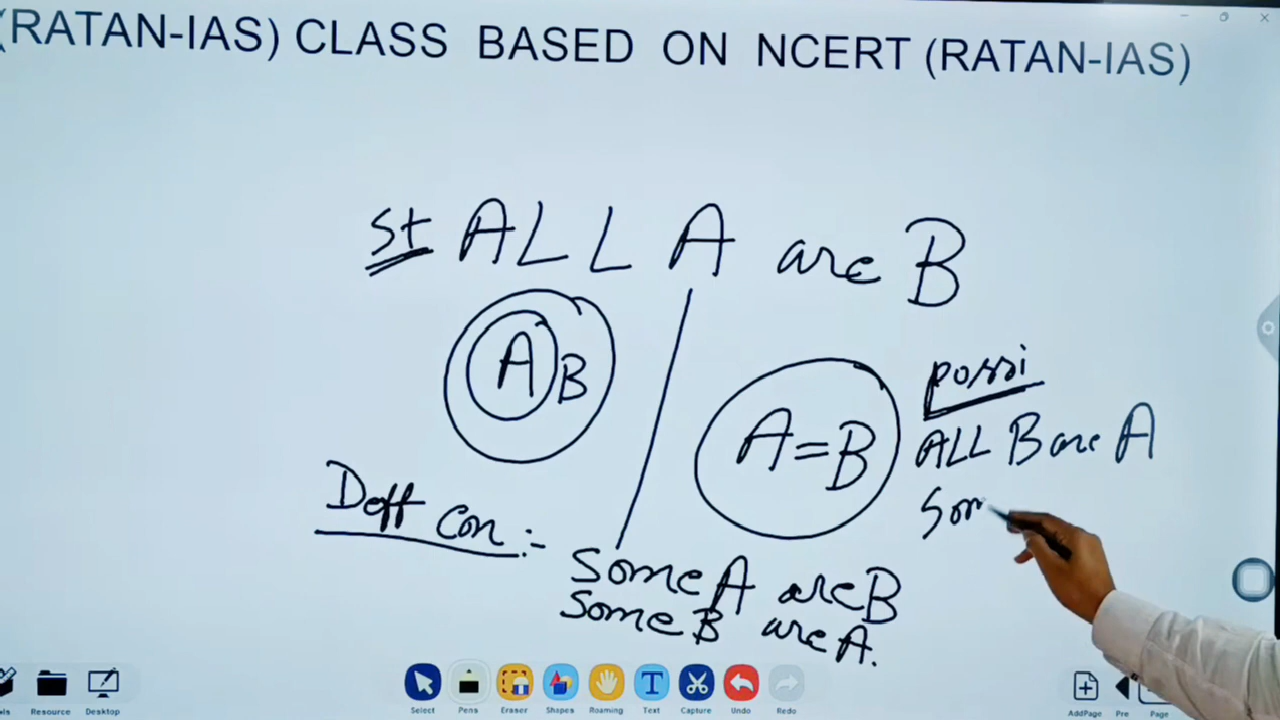 (RATAN-IAS) CLASS BASED ON NCERT (RATAN-IAS)
St ALL A are B
A B
A = B
possi
ALL B are A
Som
Deff con :-
Some A are B
Some B are A.
Resource Desktop Select Pens Eraser Shapes Roaming Text Capture Undo Redo AddPage Pre Page